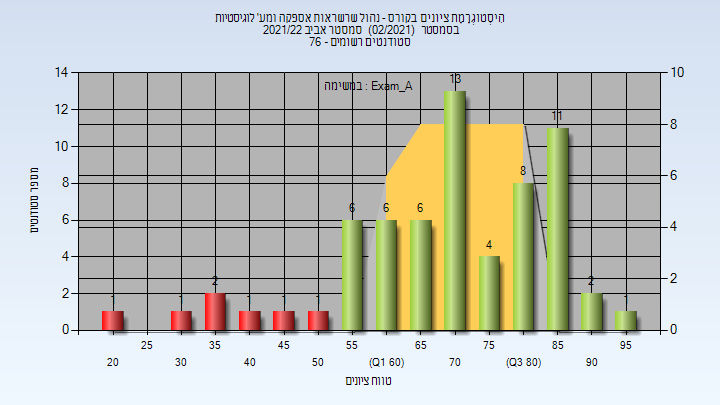 היסטוגרמת ציונים בקורס - נהול שרשראות אספקה ומע' לוגיסטיות
בסמסטר (02/2021) סמסטר אביב 2021/22
סטודנטים רשומים - 76
במשימה : Exam_A
מספר סטודנטים
14 12 10 8 6 4 2 0
10 8 6 4 2 0
1 1 2 1 1 1 6 6 6 13 4 8 11 2 1
25 35 45 55 65 75 85 95
20 30 40 50 (Q1 60) 70 (Q3 80) 90
טווח ציונים